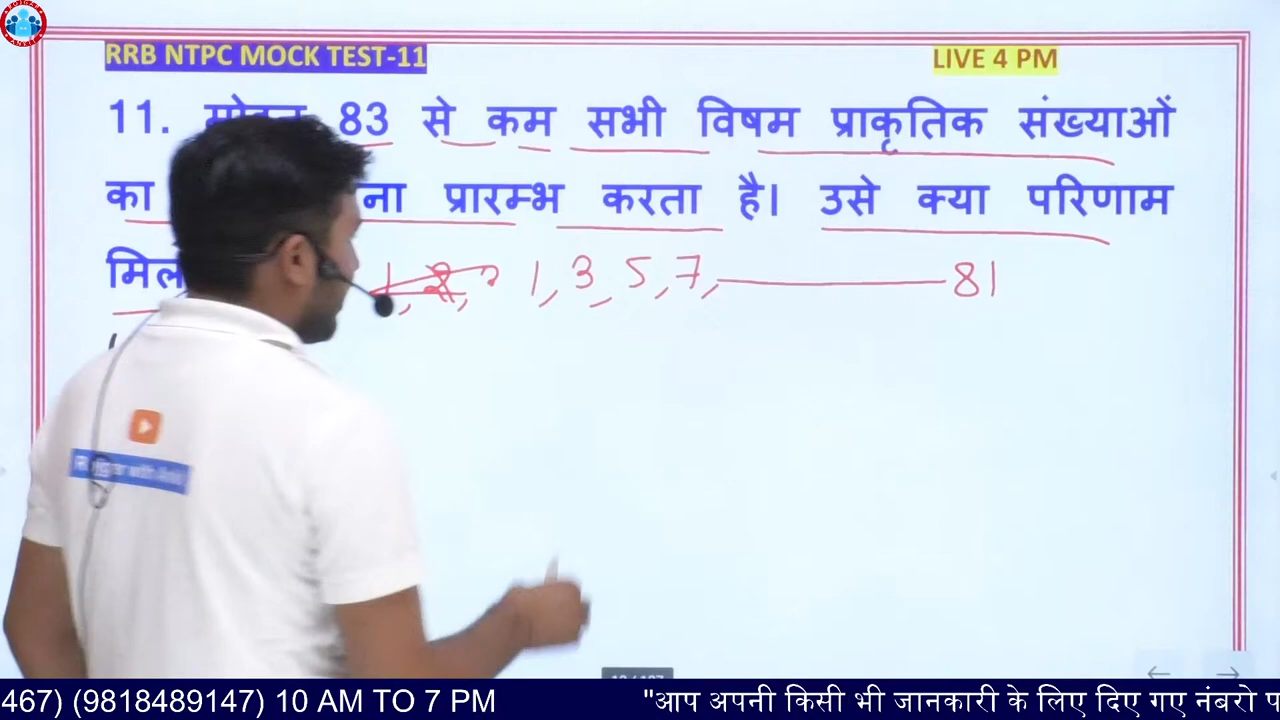 RRB NTPC MOCK TEST-11
LIVE 4 PM
11. 83 से कम सभी विषम प्राकृतिक संख्याओं
का ना प्रारम्भ करता है। उसे क्या परिणाम
1, 3, 5, 7, 81
467) (9818489147) 10 AM TO 7 PM "आप अपनी किसी भी जानकारी के लिए दिए गए नंबरो